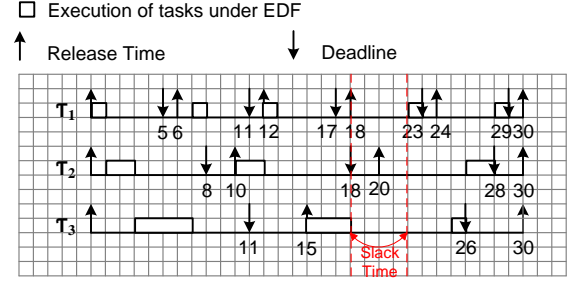 Execution of tasks under EDF
Release Time
Deadline
τ1
5 6 11 12 17 18 23 24 29 30
τ2
8 10 18 20 28 30
τ3
11 15 26 30
Slack
Time